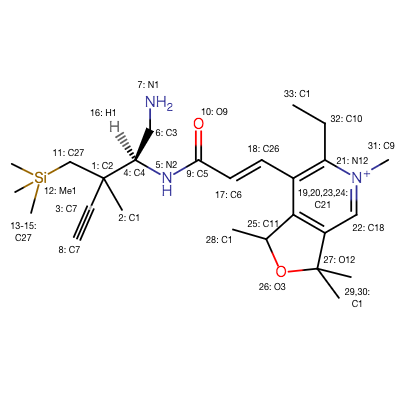 33: C1
7: N1
NH2
32: C10
16: H1
H
10: O9
O
31: C9
6: C3
11: C27
18: C26
21: N12
1: C2
N+
5: N2
Si
12: Me1
4: C4
N
H
9: C5
19,20,23,24:
C21
3: C7
2: C1
17: C6
22: C18
13-15:
C27
25: C11
28: C1
8: C7
27: O12
O
26: O3
29,30:
C1